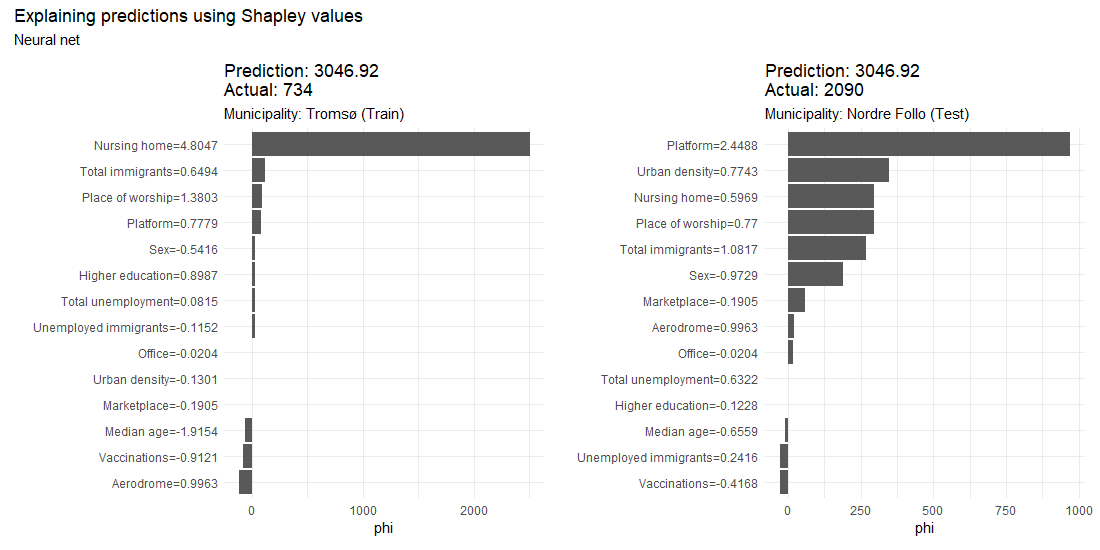 Explaining predictions using Shapley values
Neural net
Prediction: 3046.92
Actual: 734
Municipality: Tromsø (Train)
Nursing home=4.8047
Total immigrants=0.6494
Place of worship=1.3803
Platform=0.7779
Sex=-0.5416
Higher education=0.8987
Total unemployment=0.0815
Unemployed immigrants=-0.1152
Office=-0.0204
Urban density=-0.1301
Marketplace=-0.1905
Median age=-1.9154
Vaccinations=-0.9121
Aerodrome=0.9963
0 1000 2000
phi
Prediction: 3046.92
Actual: 2090
Municipality: Nordre Follo (Test)
Platform=2.4488
Urban density=0.7743
Nursing home=0.5969
Place of worship=0.77
Total immigrants=1.0817
Sex=-0.9729
Marketplace=-0.1905
Aerodrome=0.9963
Office=-0.0204
Total unemployment=0.6322
Higher education=-0.1228
Median age=-0.6559
Unemployed immigrants=0.2416
Vaccinations=-0.4168
0 250 500 750 1000
phi